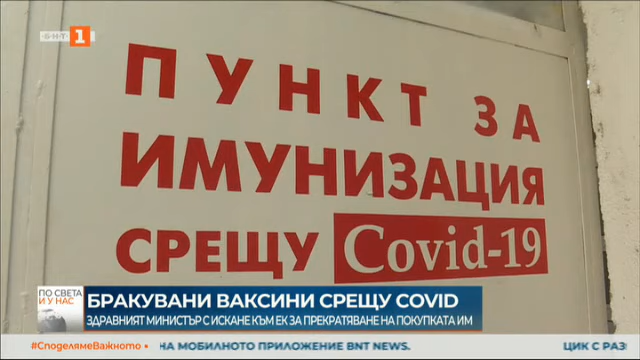 БНТ 1
ПУНКТ ЗА
ИМУНИЗАЦИЯ
СРЕЩУ Covid-19
ПО СВЕТА
И У НАС
БРАКУВАНИ ВАКСИНИ СРЕЩУ COVID
ЗДРАВНИЯТ МИНИСТЪР С ИСКАНЕ КЪМ ЕК ЗА ПРЕКРАТЯВАНЕ НА ПОКУПКАТА ИМ
#СподелямеВажното НА МОБИЛНОТО ПРИЛОЖЕНИЕ BNT NEWS. ЦИК С РАЗ